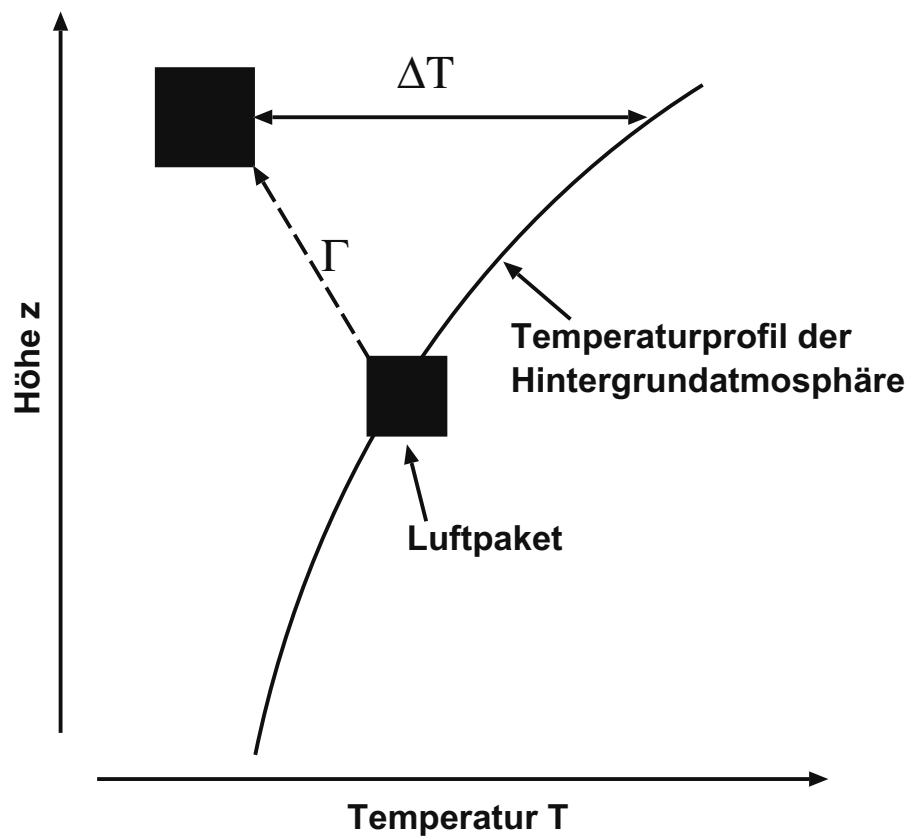 ΔT
Γ
Höhe z
Temperaturprofil der
Hintergrundatmosphäre
Luftpaket
Temperatur T